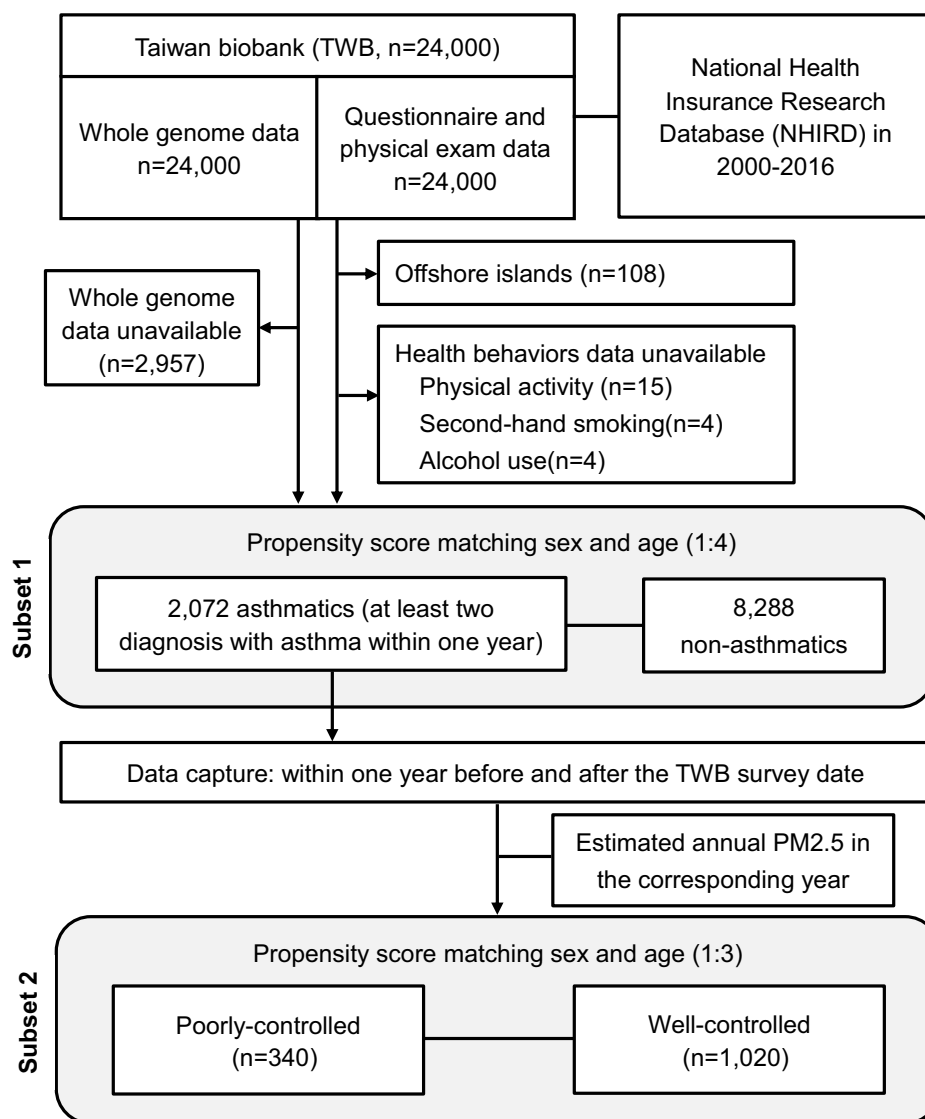 Taiwan biobank (TWB, n=24,000)
Whole genome data
n=24,000
Questionnaire and
physical exam data
n=24,000
National Health
Insurance Research
Database (NHIRD) in
2000-2016
Offshore islands (n=108)
Whole genome
data unavailable
(n=2,957)
Health behaviors data unavailable
Physical activity (n=15)
Second-hand smoking(n=4)
Alcohol use(n=4)
Subset 1
Propensity score matching sex and age (1:4)
2,072 asthmatics (at least two
diagnosis with asthma within one year)
8,288
non-asthmatics
Data capture: within one year before and after the TWB survey date
Estimated annual PM2.5 in
the corresponding year
Subset 2
Propensity score matching sex and age (1:3)
Poorly-controlled
(n=340)
Well-controlled
(n=1,020)